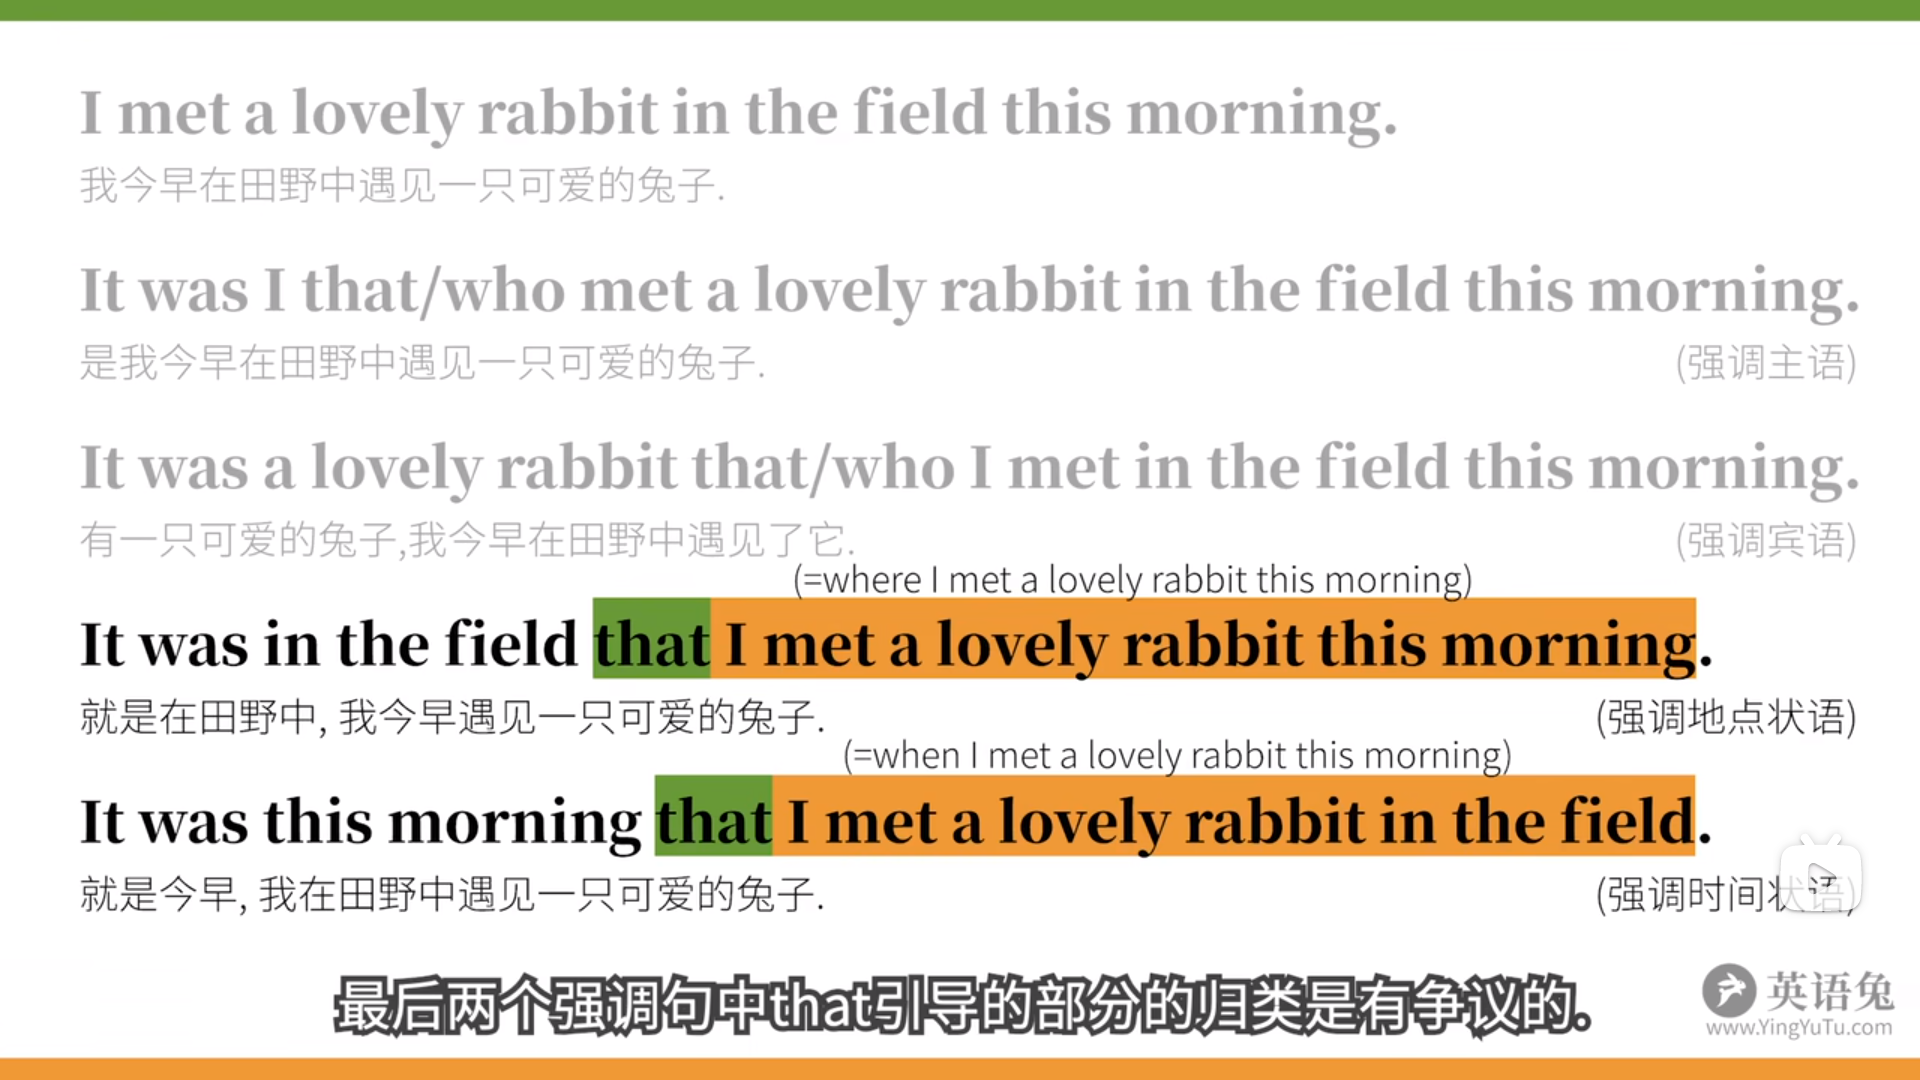 I met a lovely rabbit in the field this morning.
我今早在田野中遇见一只可爱的兔子.
It was I that/who met a lovely rabbit in the field this morning.
是我今早在田野中遇见一只可爱的兔子.
(强调主语)
It was a lovely rabbit that/who I met in the field this morning.
有一只可爱的兔子,我今早在田野中遇见了它.
(强调宾语)
(=where I met a lovely rabbit this morning)
It was in the field that I met a lovely rabbit this morning.
就是在田野中, 我今早遇见一只可爱的兔子.
(强调地点状语)
(=when I met a lovely rabbit this morning)
It was this morning that I met a lovely rabbit in the field.
就是今早, 我在田野中遇见一只可爱的兔子.
(强调时间状语)
最后两个强调句中that引导的部分的归类是有争议的。
英语兔
www.YingYuTu.com